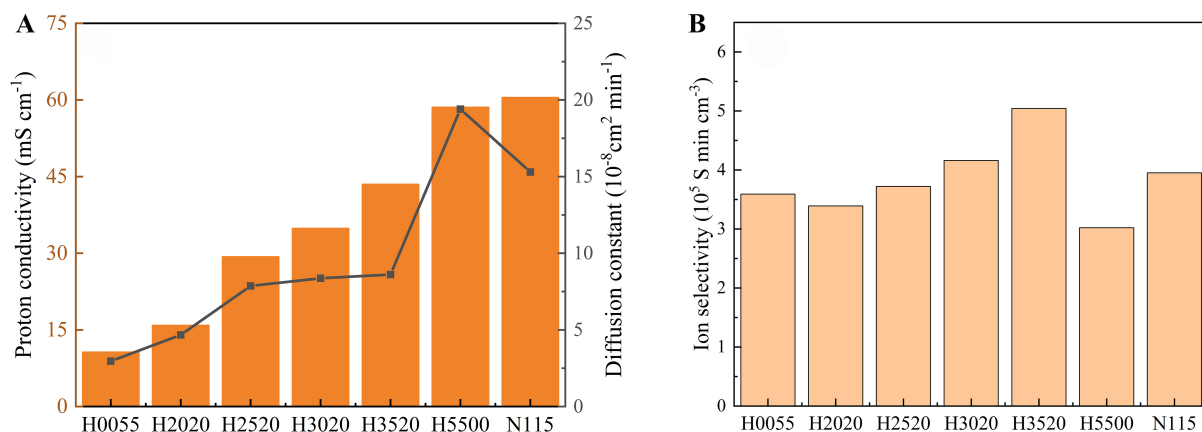 A
Proton conductivity (mS cm⁻¹)
75
60
45
30
15
0
H0055 H2020 H2520 H3020 H3520 H5500 N115
25
20
15
10
5
0
Diffusion constant (10⁻⁸cm² min⁻¹)
B
Ion selectivity (10⁵ S min cm⁻³)
6
5
4
3
2
1
0
H0055 H2020 H2520 H3020 H3520 H5500 N115